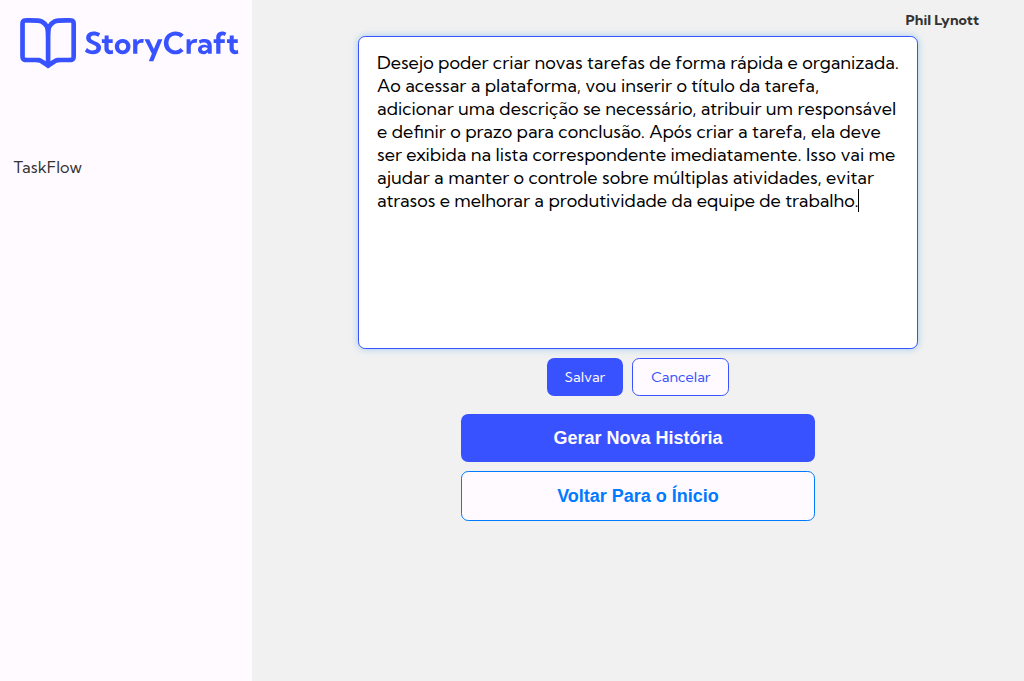 StoryCraft
Phil Lynott
TaskFlow
Desejo poder criar novas tarefas de forma rápida e organizada.
Ao acessar a plataforma, vou inserir o título da tarefa,
adicionar uma descrição se necessário, atribuir um responsável
e definir o prazo para conclusão. Após criar a tarefa, ela deve
ser exibida na lista correspondente imediatamente. Isso vai me
ajudar a manter o controle sobre múltiplas atividades, evitar
atrasos e melhorar a produtividade da equipe de trabalho.
Salvar
Cancelar
Gerar Nova História
Voltar Para o Ínicio